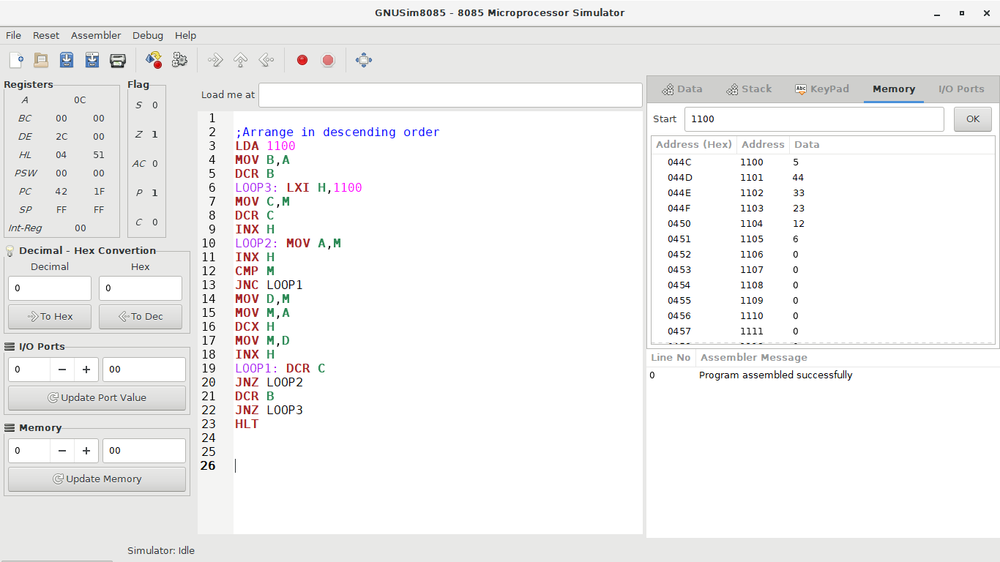 GNUSim8085 - 8085 Microprocessor Simulator
File Reset Assembler Debug Help
Registers
A 0C
BC 00 00
DE 2C 00
HL 04 51
PSW 00 00
PC 42 1F
SP FF FF
Int-Reg 00
Flag
S 0
Z 1
AC 0
P 1
C 0
Decimal - Hex Convertion
Decimal Hex
0 0
To Hex To Dec
I/O Ports
0 00
Update Port Value
Memory
0 00
Update Memory
Load me at
1
2 ;Arrange in descending order
3 LDA 1100
4 MOV B,A
5 DCR B
6 LOOP3: LXI H,1100
7 MOV C,M
8 DCR C
9 INX H
10 LOOP2: MOV A,M
11 INX H
12 CMP M
13 JNC LOOP1
14 MOV D,M
15 MOV M,A
16 DCX H
17 MOV M,D
18 INX H
19 LOOP1: DCR C
20 JNZ LOOP2
21 DCR B
22 JNZ LOOP3
23 HLT
24
25
26
Data Stack Abc KeyPad Memory I/O Ports
Start 1100 OK
Address (Hex) Address Data
044C 1100 5
044D 1101 44
044E 1102 33
044F 1103 23
0450 1104 12
0451 1105 6
0452 1106 0
0453 1107 0
0454 1108 0
0455 1109 0
0456 1110 0
0457 1111 0
Line No Assembler Message
0 Program assembled successfully
Simulator: Idle